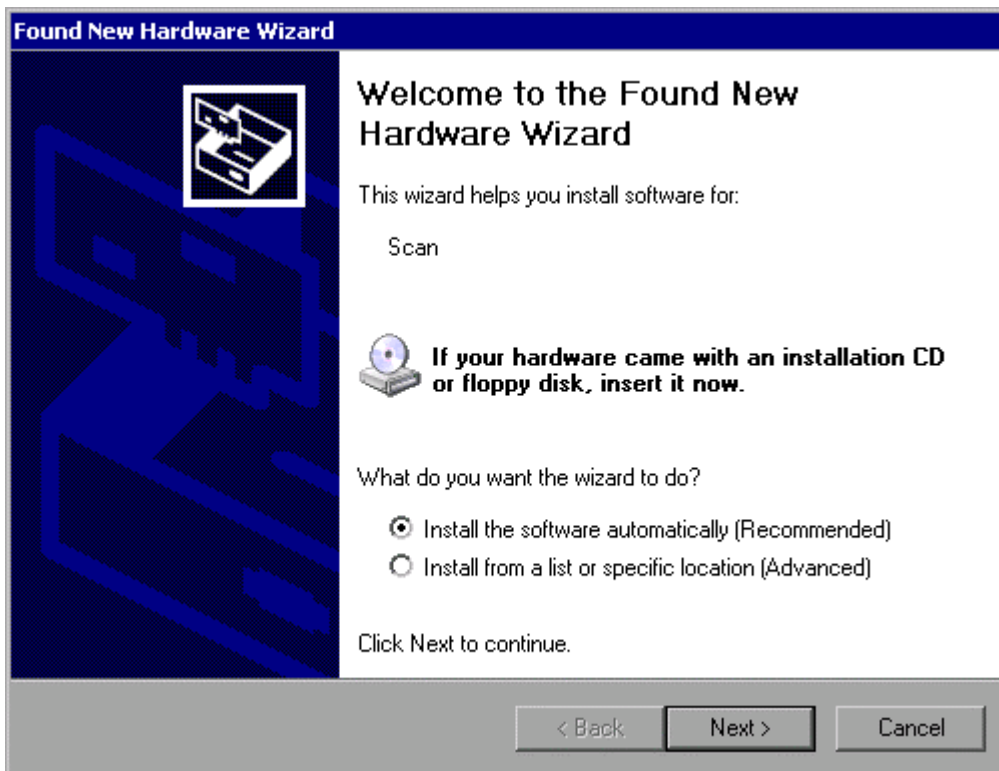 Found New Hardware Wizard
Welcome to the Found New
Hardware Wizard
This wizard helps you install software for:
Scan
If your hardware came with an installation CD
or floppy disk, insert it now.
What do you want the wizard to do?
Install the software automatically (Recommended)
Install from a list or specific location (Advanced)
Click Next to continue.
< Back
Next >
Cancel